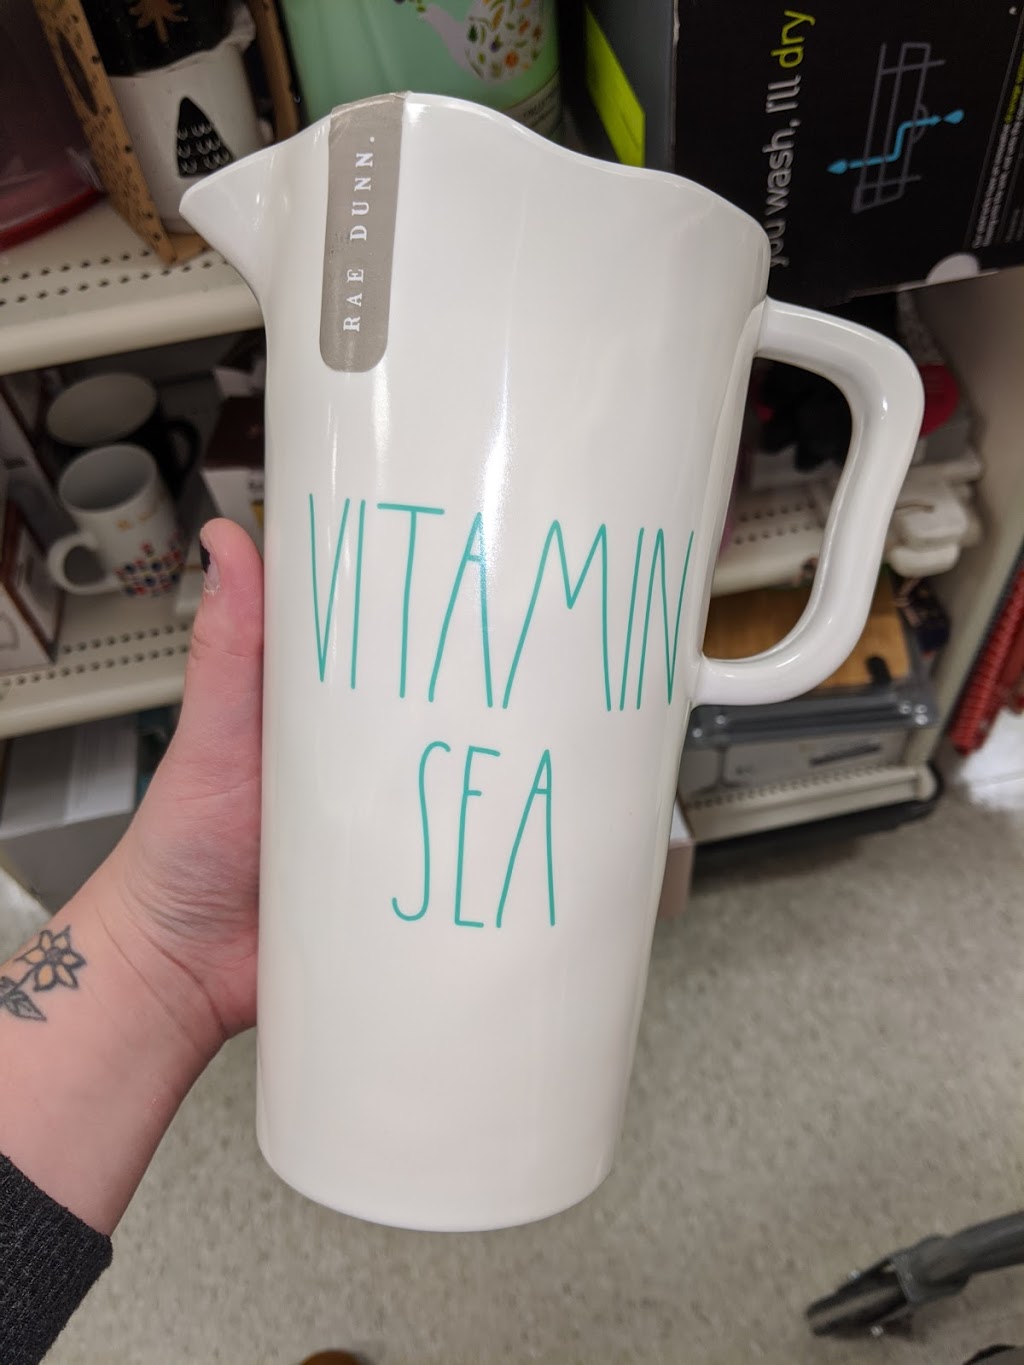 RAE DUNN.
VITAMIN
SEA
you wash, I'll dry